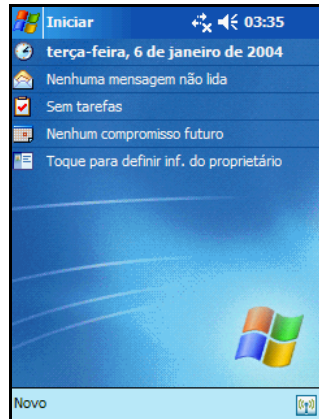 Iniciar 03:35
terça-feira, 6 de janeiro de 2004
Nenhuma mensagem não lida
Sem tarefas
Nenhum compromisso futuro
Toque para definir inf. do proprietário
Novo